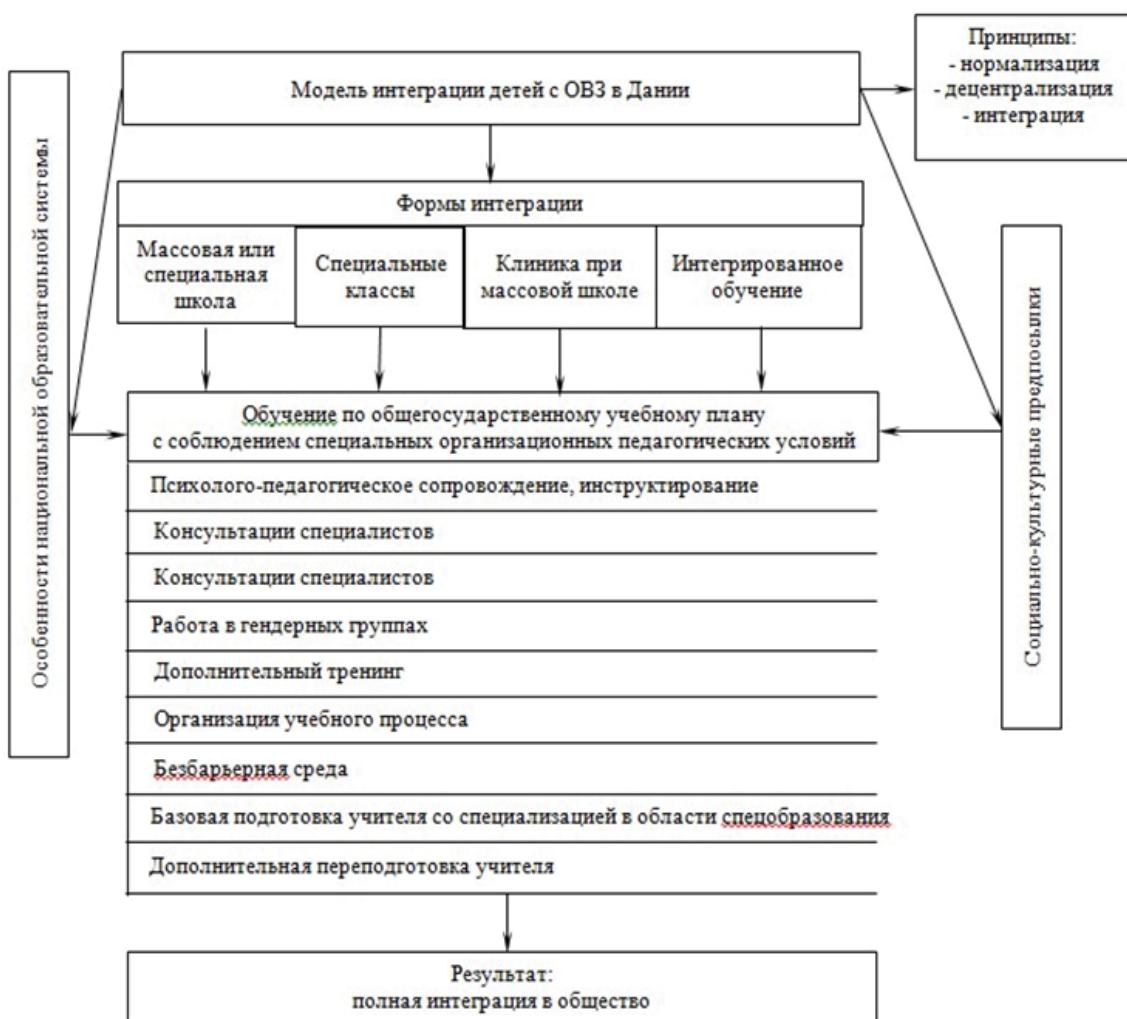 Принципы:
- нормализация
- децентрализация
- интеграция
Модель интеграции детей с ОВЗ в Дании
Особенности национальной образовательной системы
Формы интеграции
Массовая или
специальная
школа
Специальные
классы
Клиника при
массовой школе
Интегрированное
обучение
Социально-культурные предпосылки
Обучение по общегосударственному учебному плану
с соблюдением специальных организационных педагогических условий
Психолого-педагогическое сопровождение, инструктирование
Консультации специалистов
Консультации специалистов
Работа в гендерных группах
Дополнительный тренинг
Организация учебного процесса
Безбарьерная среда
Базовая подготовка учителя со специализацией в области спецобразования
Дополнительная переподготовка учителя
Результат:
полная интеграция в общество